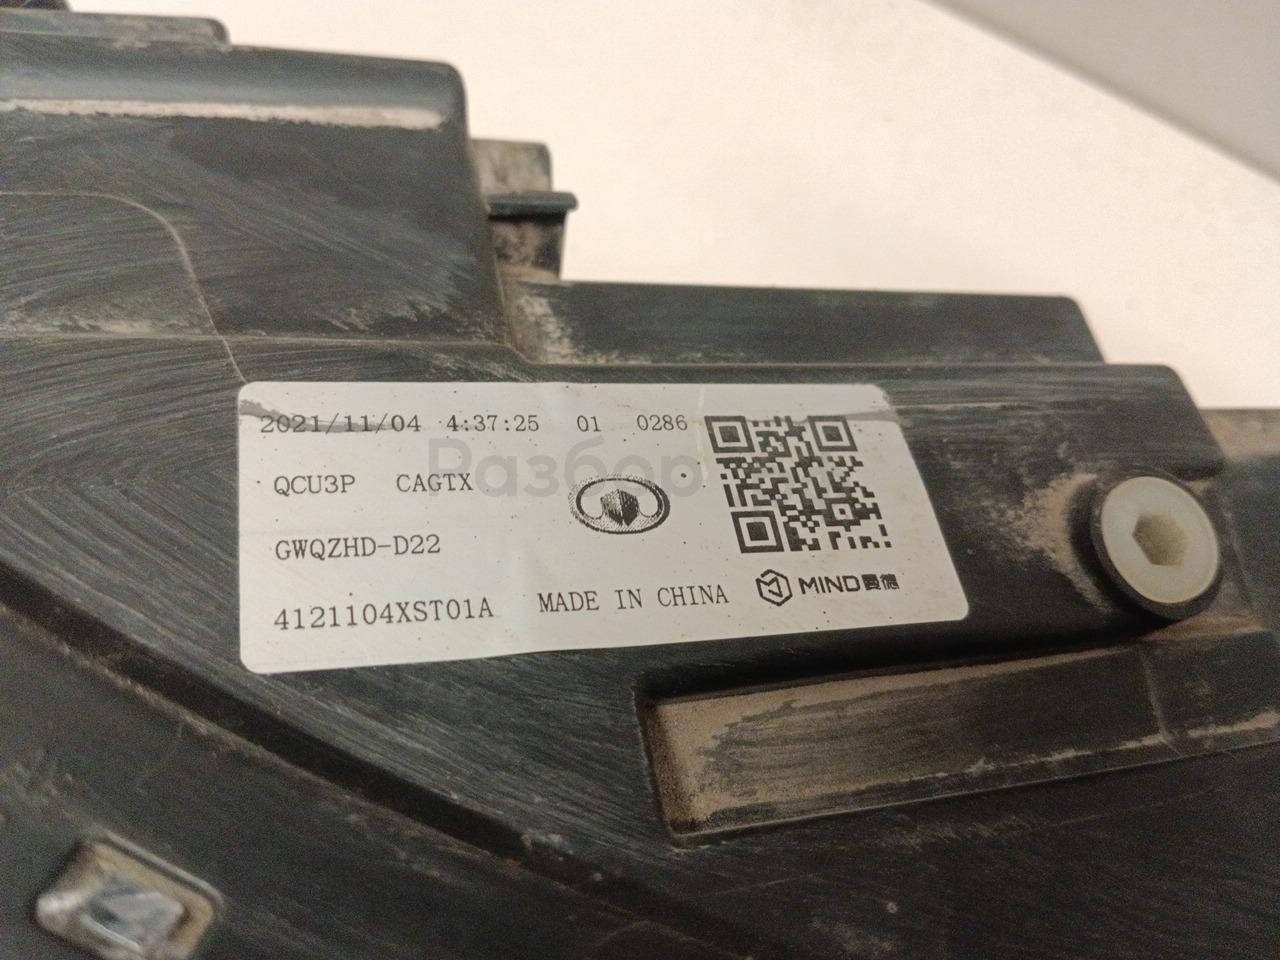 2021/11/04 4:37:25 01 0286
QCU3P CAGTX
GWQZHD-D22
4121104XST01A MADE IN CHINA MIND曼德
Разбор